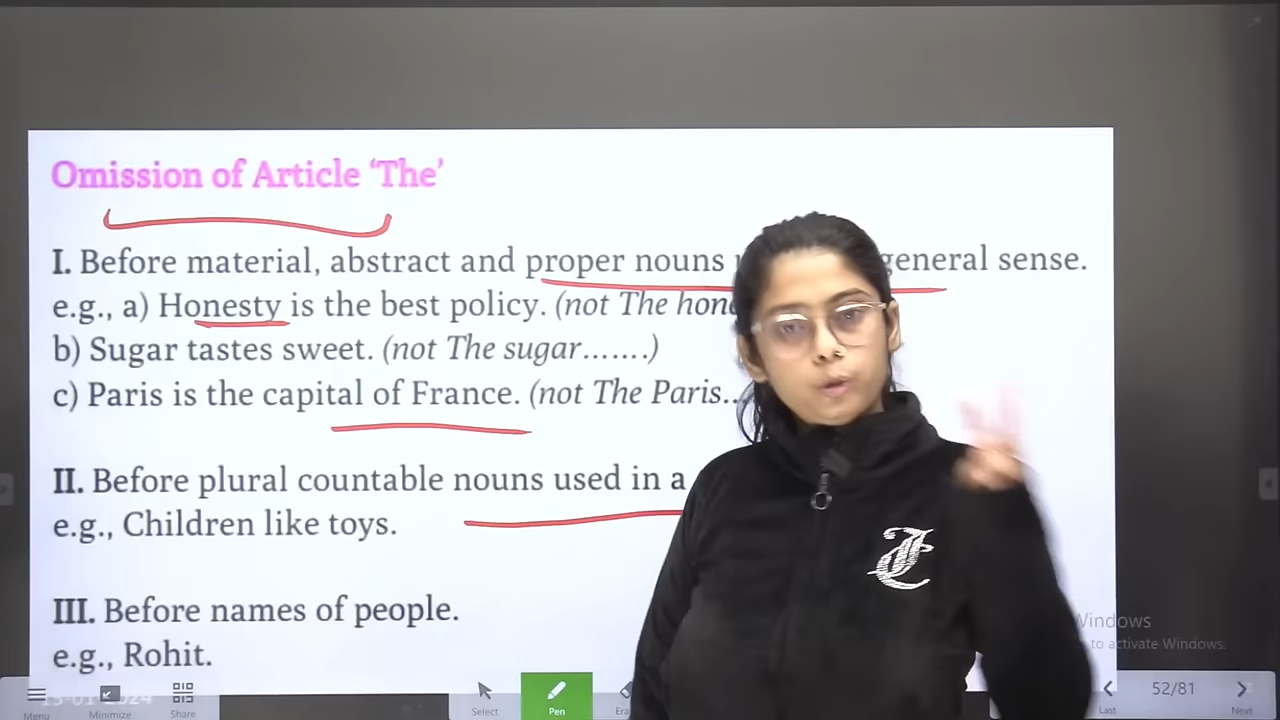 Omission of Article ‘The’
I. Before material, abstract and proper nouns general sense.
e.g., a) Honesty is the best policy. (not The
b) Sugar tastes sweet. (not The sugar.......)
c) Paris is the capital of France. (not The Paris..
II. Before plural countable nouns used in a
e.g., Children like toys.
III. Before names of people.
e.g., Rohit.
Windows
to activate Windows.
Menu
Minimize
Share
Select
Pen
Last
52/81
Next